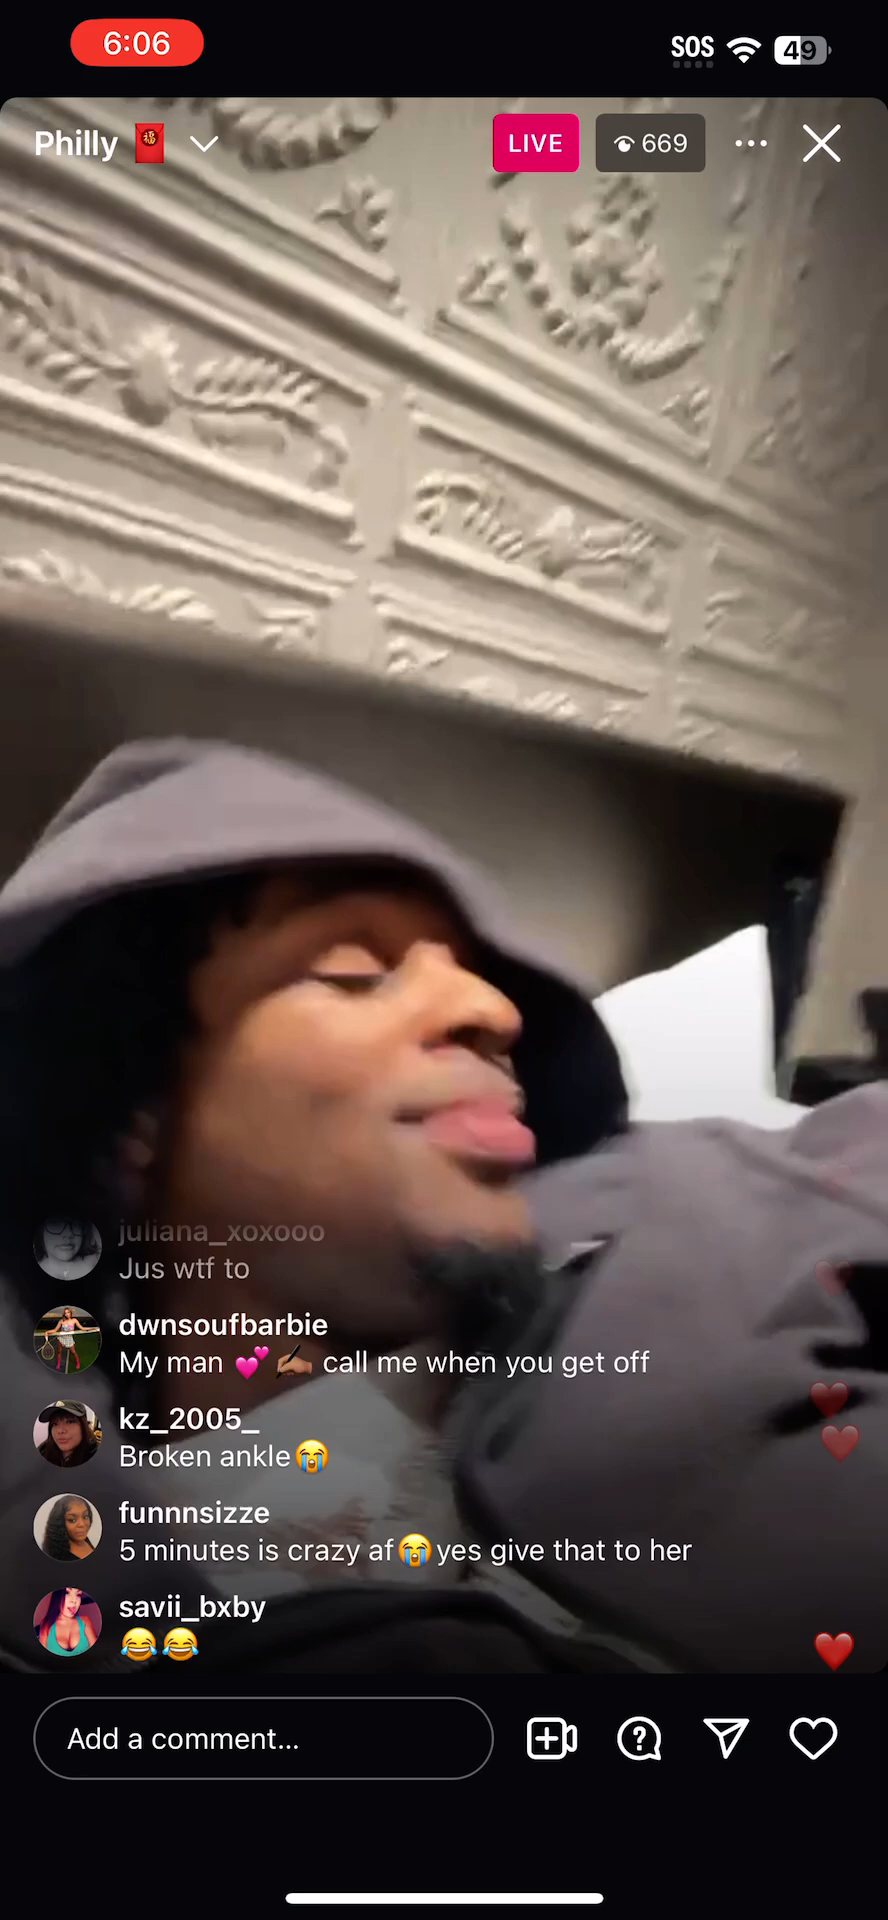 6:06
SOS
49
Philly 🧧
LIVE
669
juliana_xoxooo
Jus wtf to
dwnsoufbarbie
My man 💕✍🏽 call me when you get off
kz_2005_
Broken ankle😭
funnnsizze
5 minutes is crazy af😭yes give that to her
savii_bxby
😂😂
Add a comment...